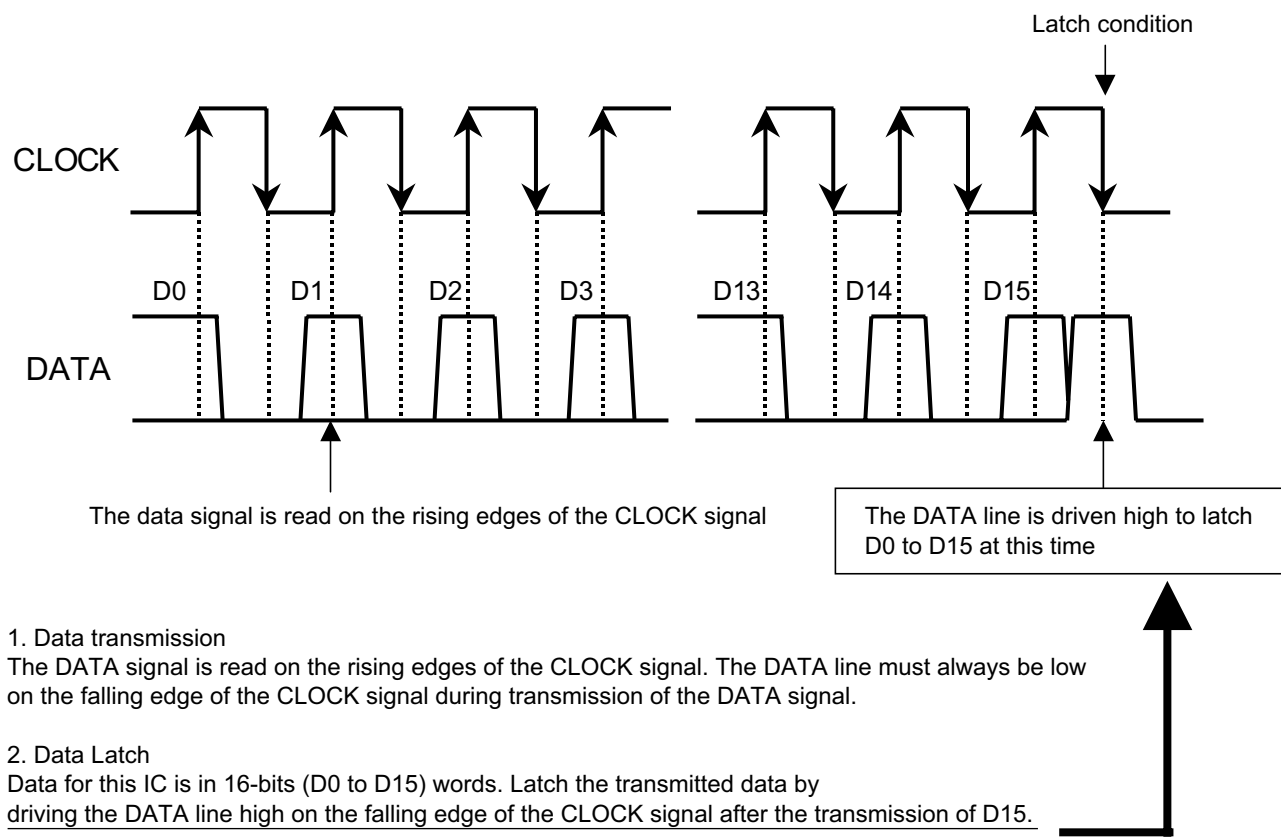 Latch condition
CLOCK
D0 D1 D2 D3 D13 D14 D15
DATA
The data signal is read on the rising edges of the CLOCK signal
The DATA line is driven high to latch
D0 to D15 at this time
1. Data transmission
The DATA signal is read on the rising edges of the CLOCK signal. The DATA line must always be low
on the falling edge of the CLOCK signal during transmission of the DATA signal.
2. Data Latch
Data for this IC is in 16-bits (D0 to D15) words. Latch the transmitted data by
driving the DATA line high on the falling edge of the CLOCK signal after the transmission of D15.